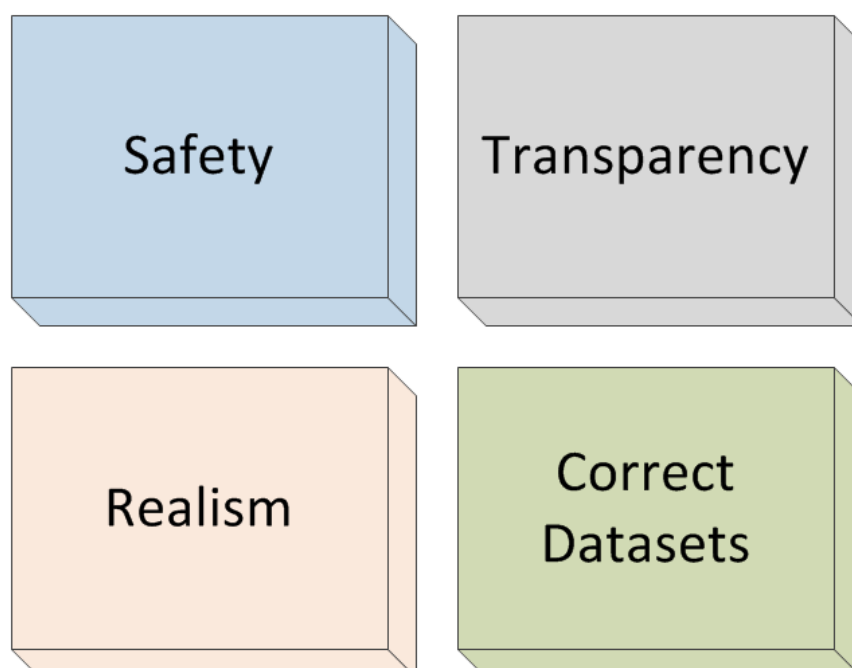 Safety
Transparency
Realism
Correct
Datasets